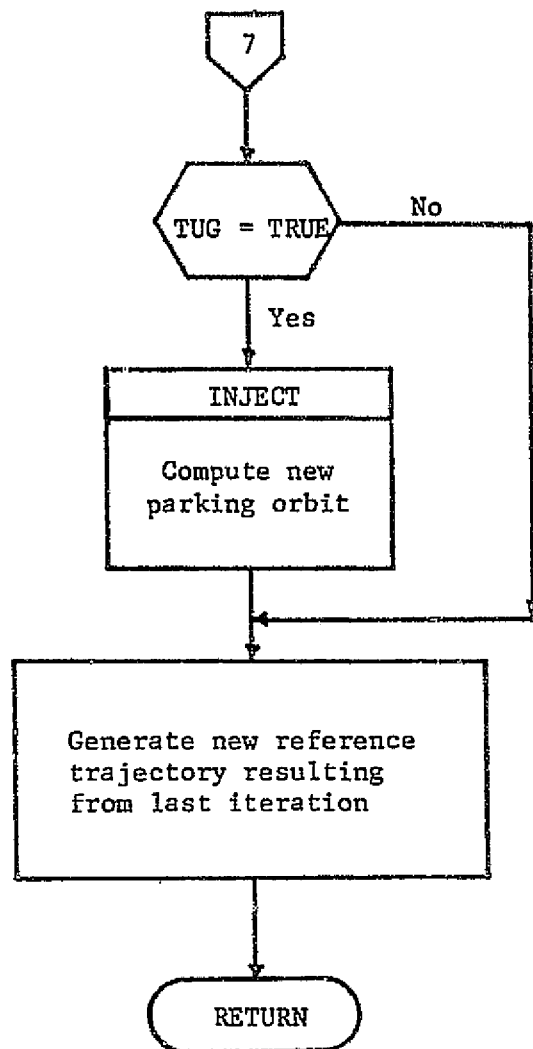 7
TUG = TRUE
No
Yes
INJECT
Compute new
parking orbit
Generate new reference
trajectory resulting
from last iteration
RETURN